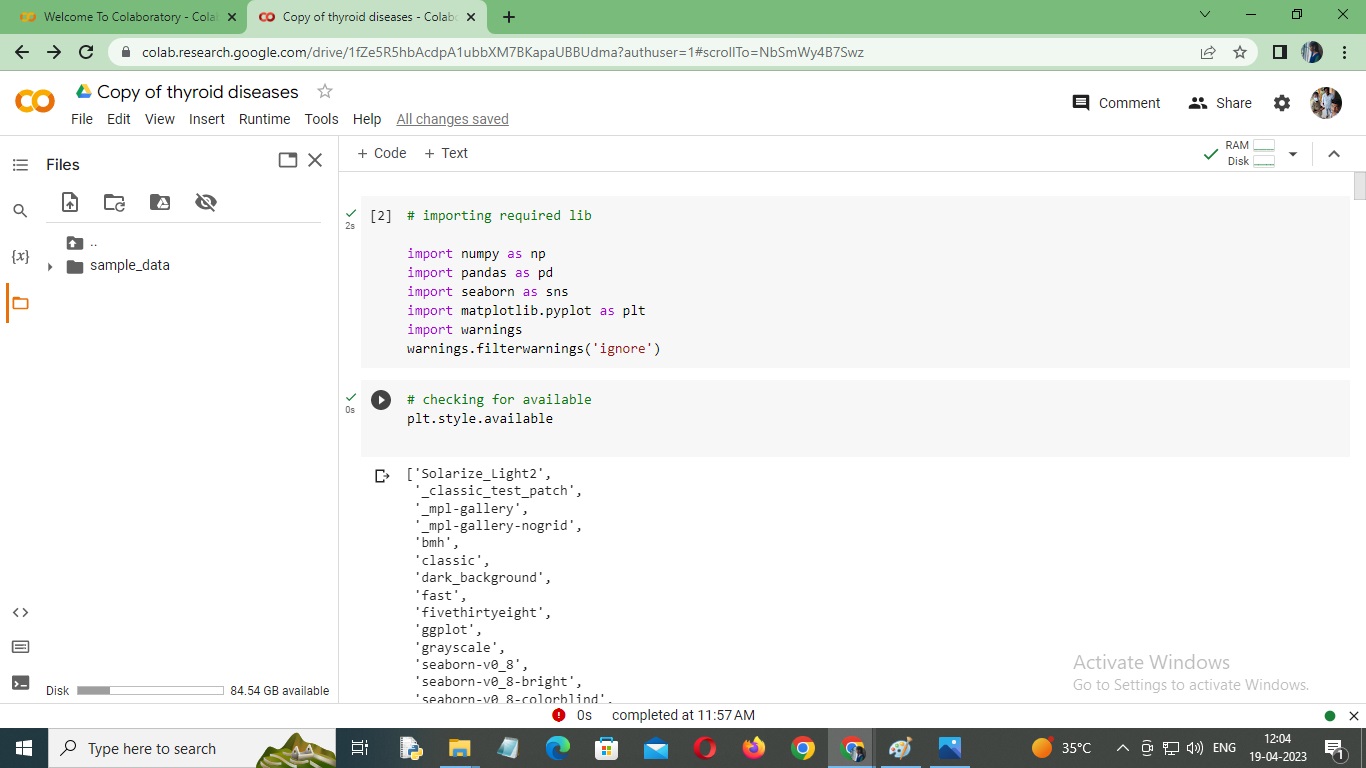 Welcome To Colaboratory - Cola
Copy of thyroid diseases - Colab
colab.research.google.com/drive/1fZe5R5hbAcdpA1ubbXM7BKapaUBBUdma?authuser=1#scrollTo=NbSmWy4B7Swz
Copy of thyroid diseases
File Edit View Insert Runtime Tools Help All changes saved
Comment Share
Files
+ Code + Text
RAM
Disk
..
sample_data
{x}
[2] # importing required lib
2s
import numpy as np
import pandas as pd
import seaborn as sns
import matplotlib.pyplot as plt
import warnings
warnings.filterwarnings('ignore')
# checking for available
0s
plt.style.available
['Solarize_Light2',
'_classic_test_patch',
'_mpl-gallery',
'_mpl-gallery-nogrid',
'bmh',
'classic',
'dark_background',
'fast',
'fivethirtyeight',
'ggplot',
'grayscale',
'seaborn-v0_8',
'seaborn-v0_8-bright',
'seaborn-v0_8-colorblind',
Disk 84.54 GB available
Activate Windows
Go to Settings to activate Windows.
0s completed at 11:57 AM
Type here to search
35°C
ENG
12:04
19-04-2023
1